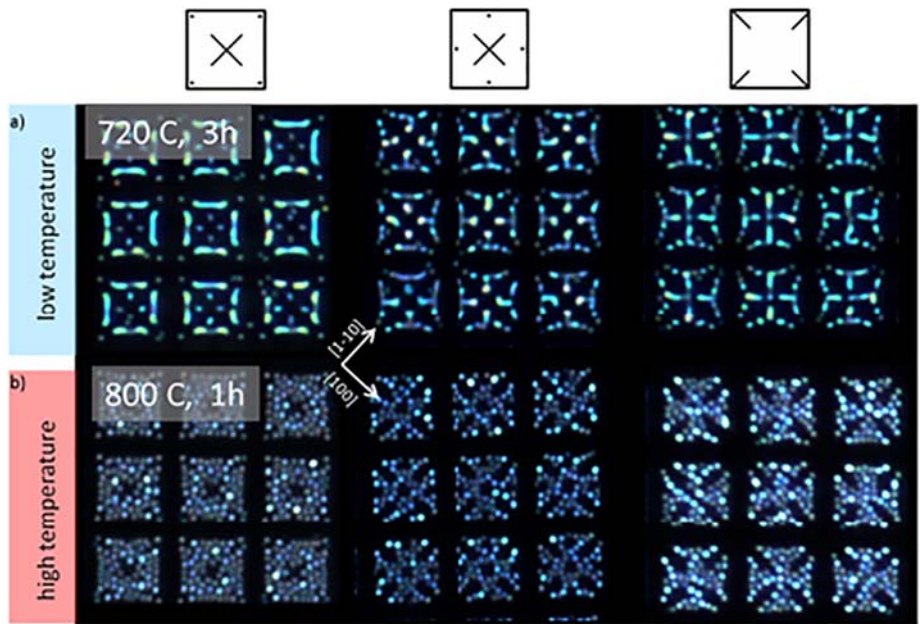 a)
720 C, 3h
low temperature
[1-10]
[100]
b)
800 C, 1h
high temperature